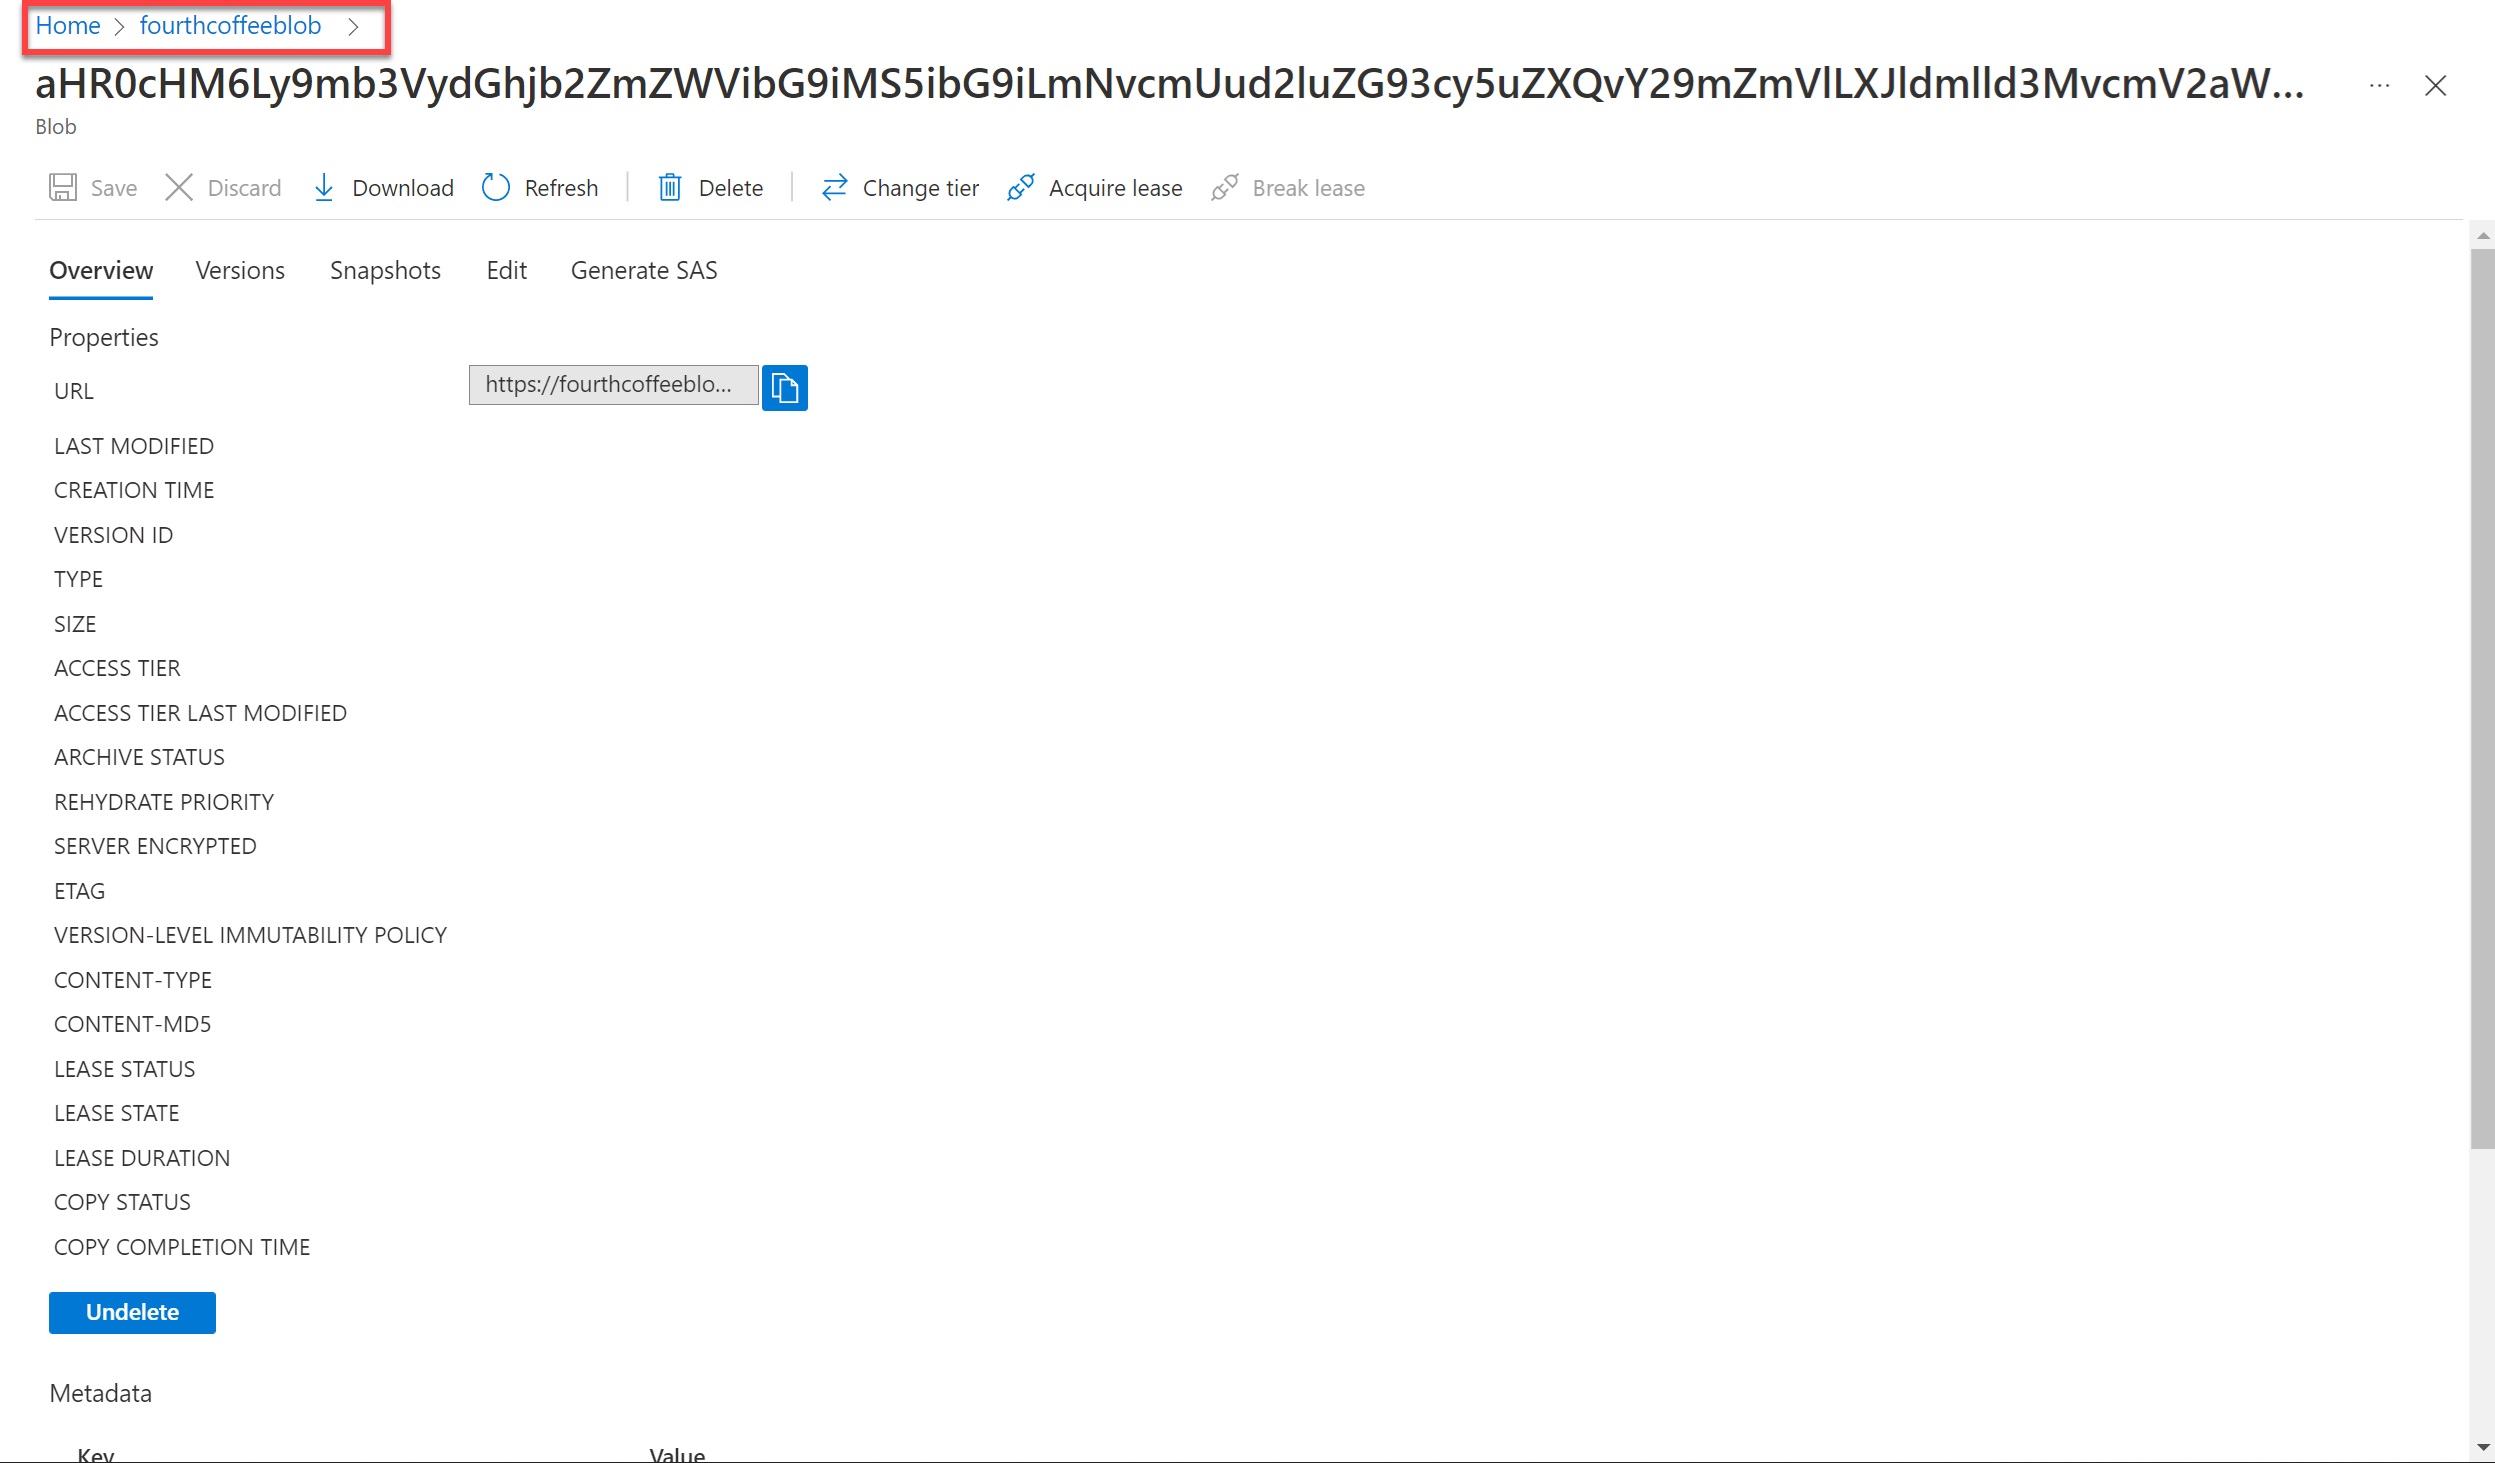 Home > fourthcoffeeblob >
aHR0cHM6Ly9mb3VydGhjb2ZmZWVibG9iMS5ibG9iLmNvcmUud2luZG93cy5uZXQvY29mZmVlLXJldmlld3MvcmV2aW...
Blob
Save Discard Download Refresh Delete Change tier Acquire lease Break lease
Overview Versions Snapshots Edit Generate SAS
Properties
URL https://fourthcoffeeblo...
LAST MODIFIED
CREATION TIME
VERSION ID
TYPE
SIZE
ACCESS TIER
ACCESS TIER LAST MODIFIED
ARCHIVE STATUS
REHYDRATE PRIORITY
SERVER ENCRYPTED
ETAG
VERSION-LEVEL IMMUTABILITY POLICY
CONTENT-TYPE
CONTENT-MD5
LEASE STATUS
LEASE STATE
LEASE DURATION
COPY STATUS
COPY COMPLETION TIME
Undelete
Metadata
Key Value